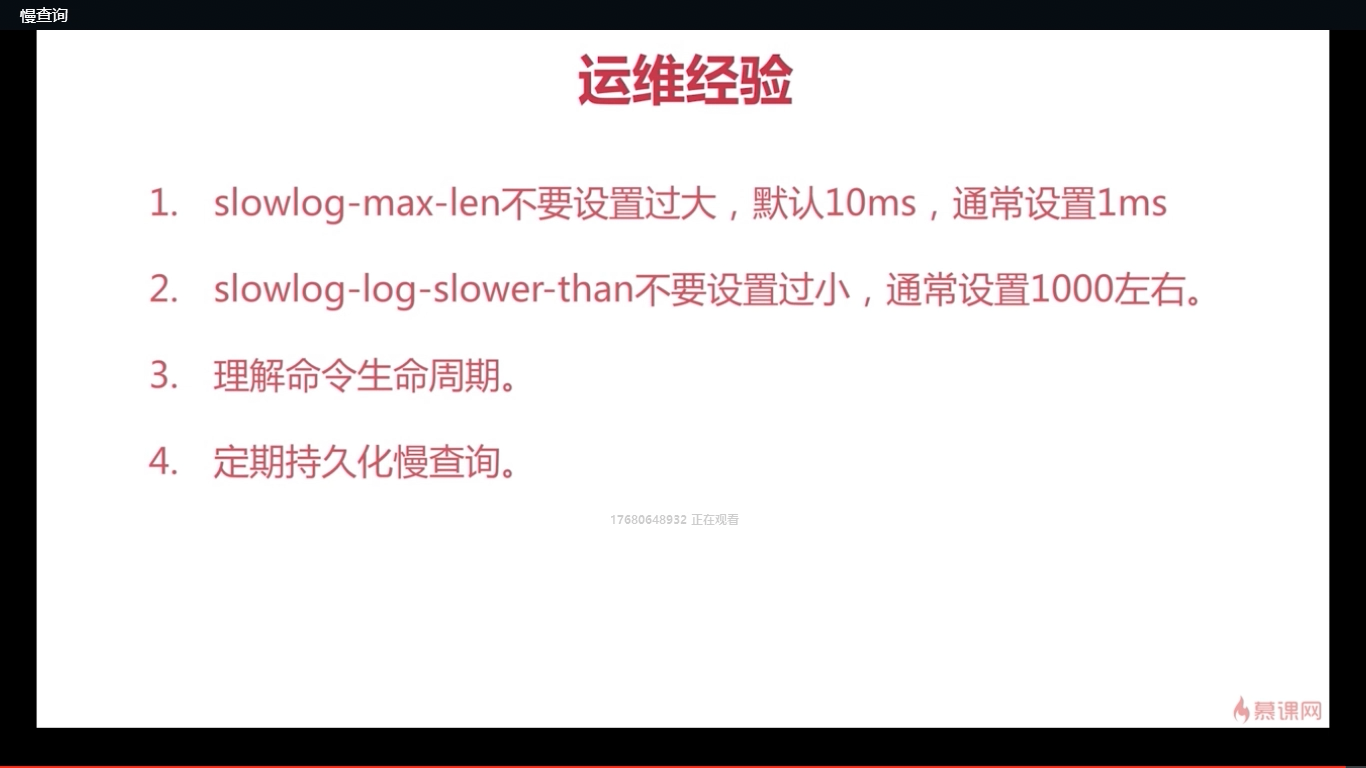 慢查询
运维经验
1. slowlog-max-len不要设置过大，默认10ms，通常设置1ms
2. slowlog-log-slower-than不要设置过小，通常设置1000左右。
3. 理解命令生命周期。
4. 定期持久化慢查询。
17680648932 正在观看
慕课网